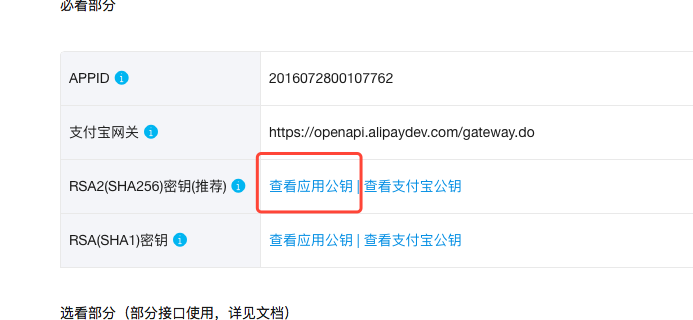 必看部分
APPID
2016072800107762
支付宝网关
https://openapi.alipaydev.com/gateway.do
RSA2(SHA256)密钥(推荐)
查看应用公钥 | 查看支付宝公钥
RSA(SHA1)密钥
查看应用公钥 | 查看支付宝公钥
选看部分（部分接口使用，详见文档）